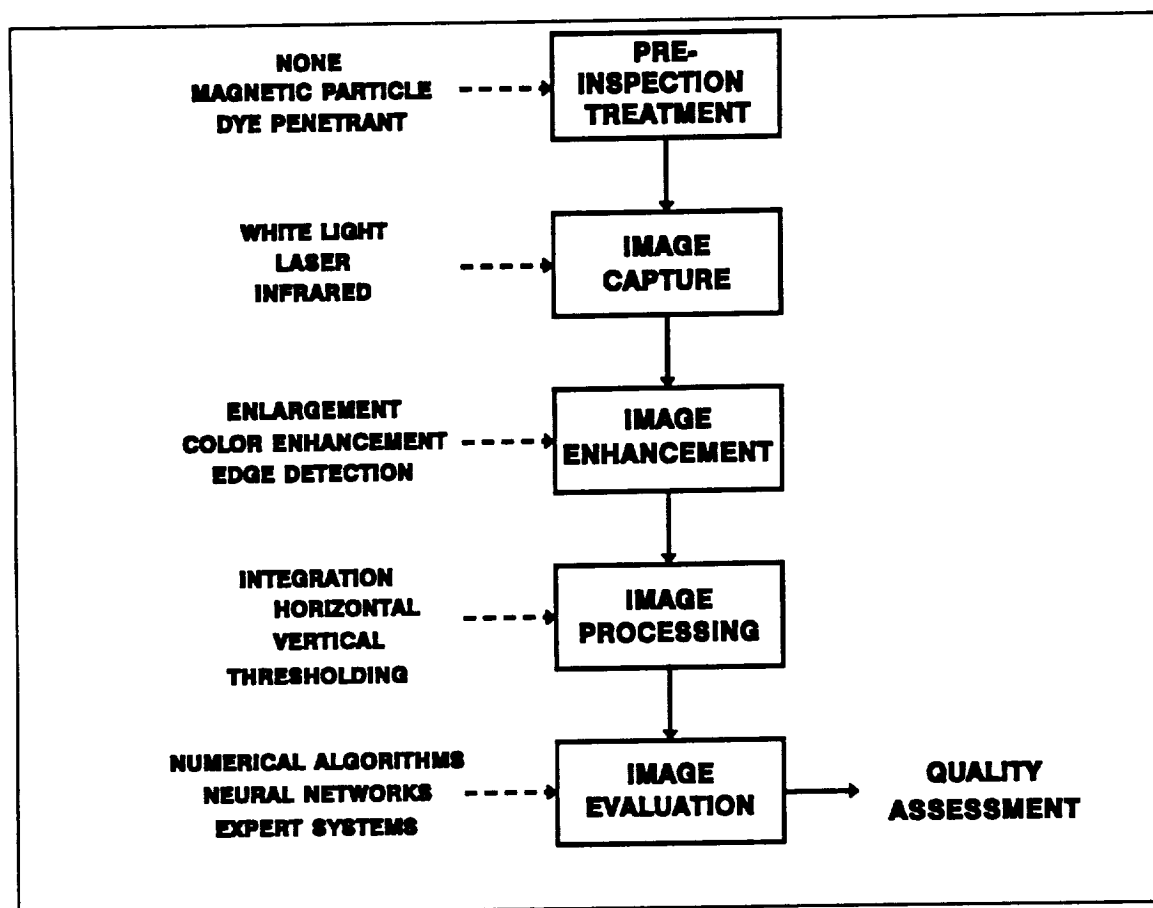 NONE
MAGNETIC PARTICLE
DYE PENETRANT
PRE-
INSPECTION
TREATMENT
WHITE LIGHT
LASER
INFRARED
IMAGE
CAPTURE
ENLARGEMENT
COLOR ENHANCEMENT
EDGE DETECTION
IMAGE
ENHANCEMENT
INTEGRATION
HORIZONTAL
VERTICAL
THRESHOLDING
IMAGE
PROCESSING
NUMERICAL ALGORITHMS
NEURAL NETWORKS
EXPERT SYSTEMS
IMAGE
EVALUATION
QUALITY
ASSESSMENT